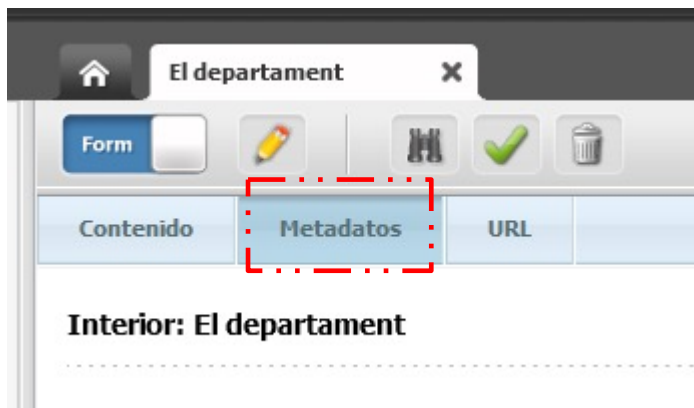 El departament
Form
Contenido Metadatos URL
Interior: El departament